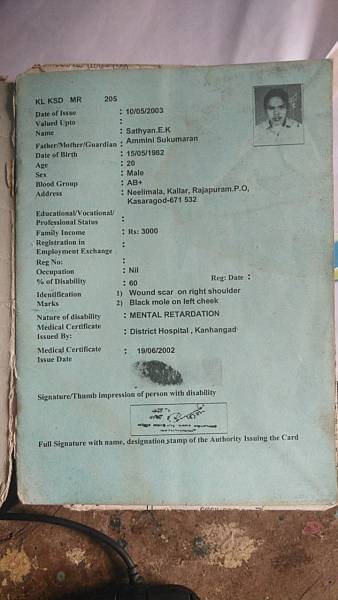 KL KSD MR 205
Date of Issue : 10/05/2003
Valued Upto :
Name : Sathyan.E.K
Father/Mother/Guardian : Ammini Sukumaran
Date of Birth : 15/05/1982
Age : 20
Sex : Male
Blood Group : AB+
Address : Neelimala, Kallar, Rajapuram.P.O,
Kasaragod-671 532
Educational/Vocational/
Professional Status :
Family Income : Rs: 3000
Registration in :
Employment Exchange
Reg No: : Reg: Date :
Occupation : Nil
% of Disability : 60
Identification 1) Wound scar on right shoulder
Marks 2) Black mole on left cheek
Nature of disability : MENTAL RETARDATION
Medical Certificate
Issued By: : District Hospital , Kanhangad
Medical Certificate : 19/06/2002
Issue Date
Signature/Thumb impression of person with disability
Full Signature with name, designation,stamp of the Authority Issuing the Card